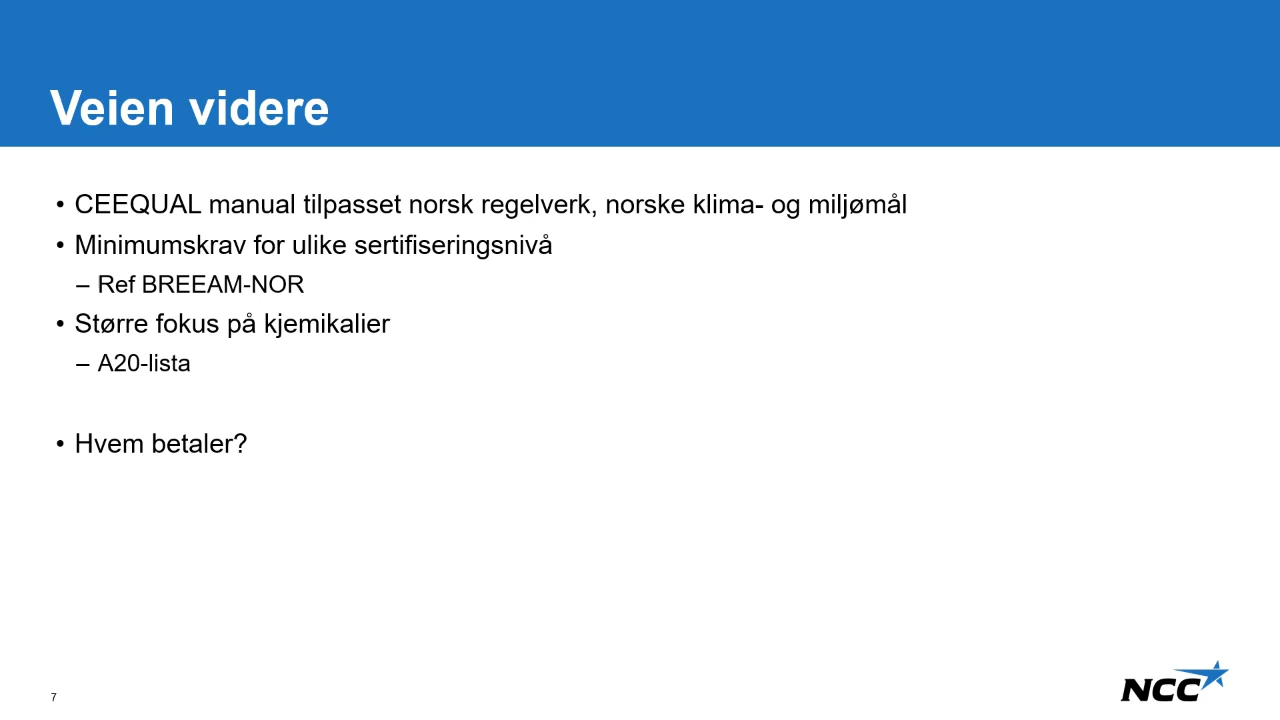 Veien videre
• CEEQUAL manual tilpasset norsk regelverk, norske klima- og miljømål
• Minimumskrav for ulike sertifiseringsnivå
– Ref BREEAM-NOR
• Større fokus på kjemikalier
– A20-lista
• Hvem betaler?
7
NCC